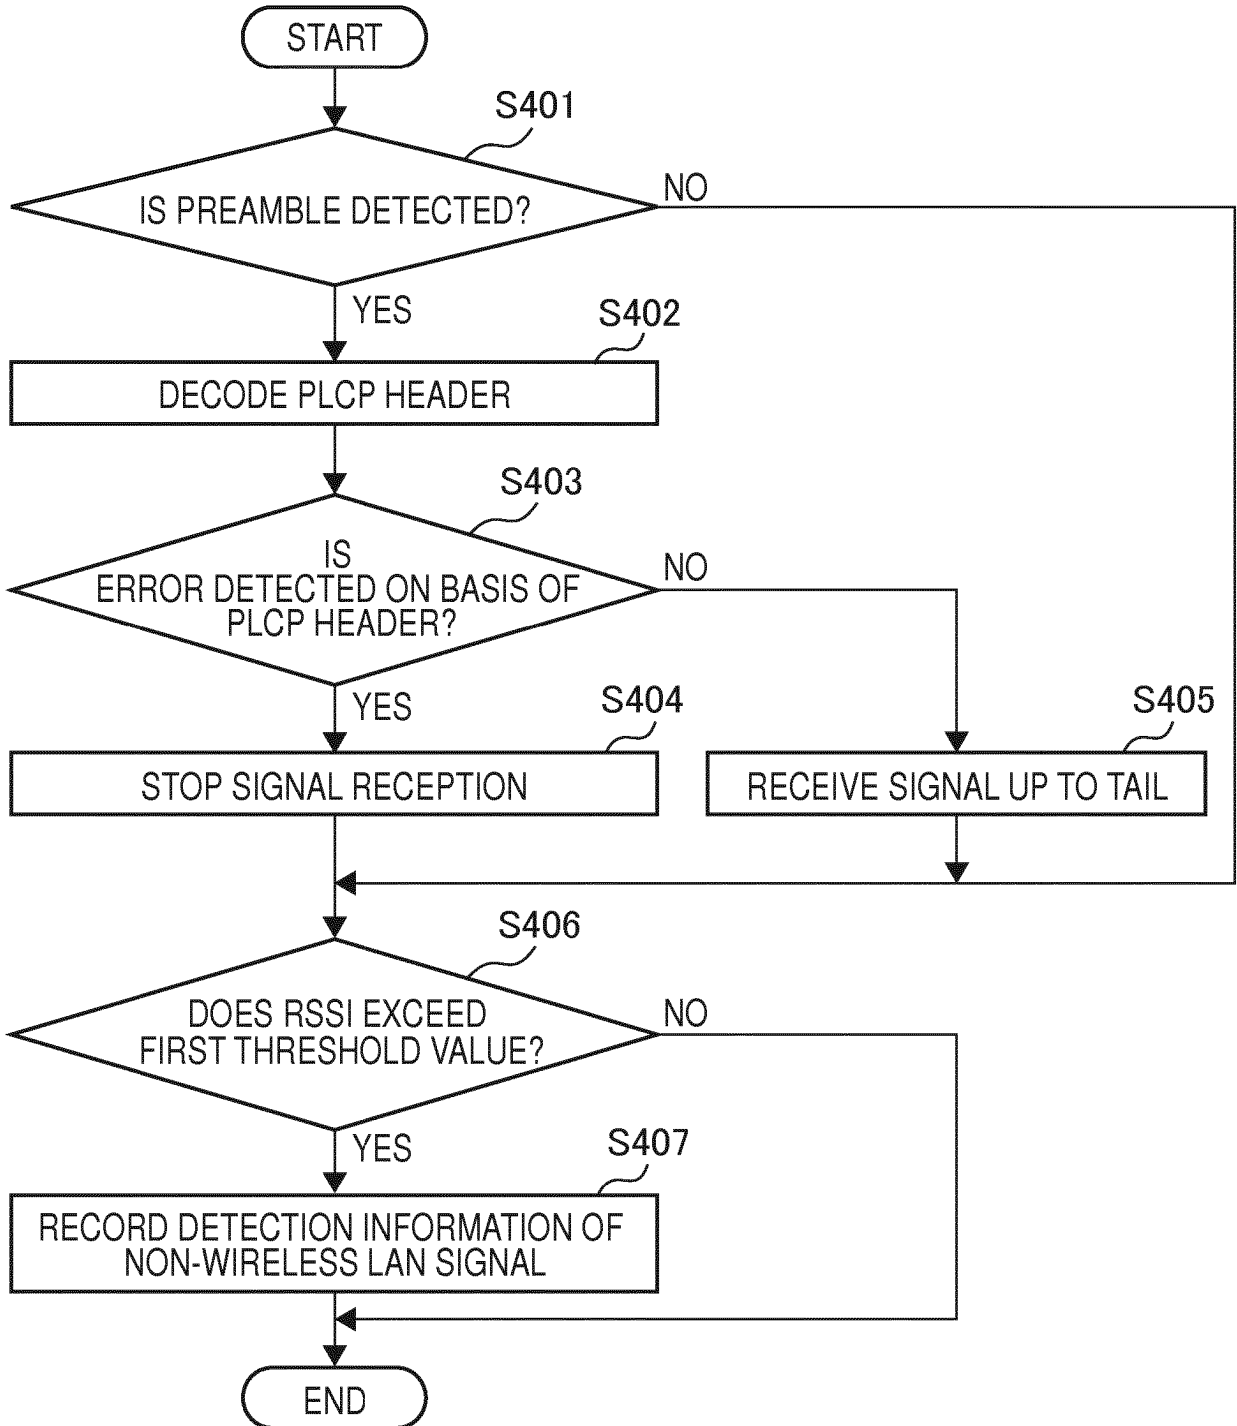 START
S401
IS PREAMBLE DETECTED?
NO
YES
S402
DECODE PLCP HEADER
S403
IS
ERROR DETECTED ON BASIS OF
PLCP HEADER?
NO
YES
S404
STOP SIGNAL RECEPTION
S405
RECEIVE SIGNAL UP TO TAIL
S406
DOES RSSI EXCEED
FIRST THRESHOLD VALUE?
NO
YES
S407
RECORD DETECTION INFORMATION OF
NON-WIRELESS LAN SIGNAL
END